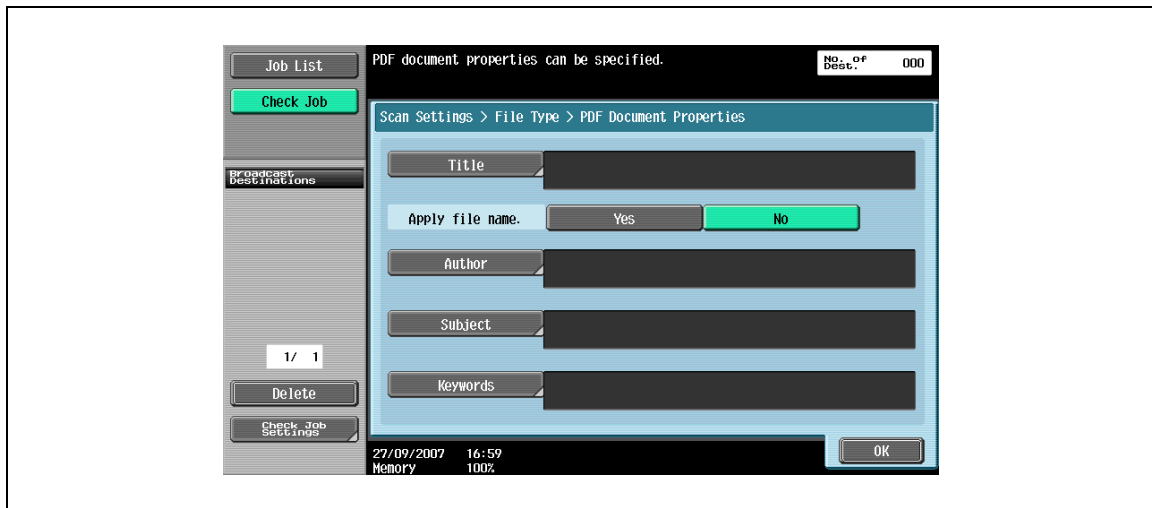 Job List
Check Job
Broadcast
Destinations
1/ 1
Delete
Check Job
Settings
PDF document properties can be specified.
No. of
Dest. 000
Scan Settings > File Type > PDF Document Properties
Title
Apply file name. Yes No
Author
Subject
Keywords
OK
27/09/2007 16:59
Memory 100%